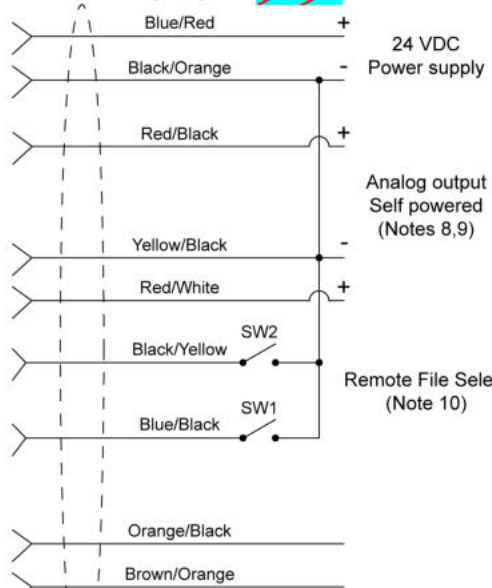 Blue/Red +
24 VDC
Black/Orange -
Power supply
Red/Black +
Analog output
Self powered
(Notes 8,9)
Yellow/Black -
Red/White +
SW2
Black/Yellow
Remote File Sele
(Note 10)
SW1
Blue/Black
Orange/Black
Brown/Orange